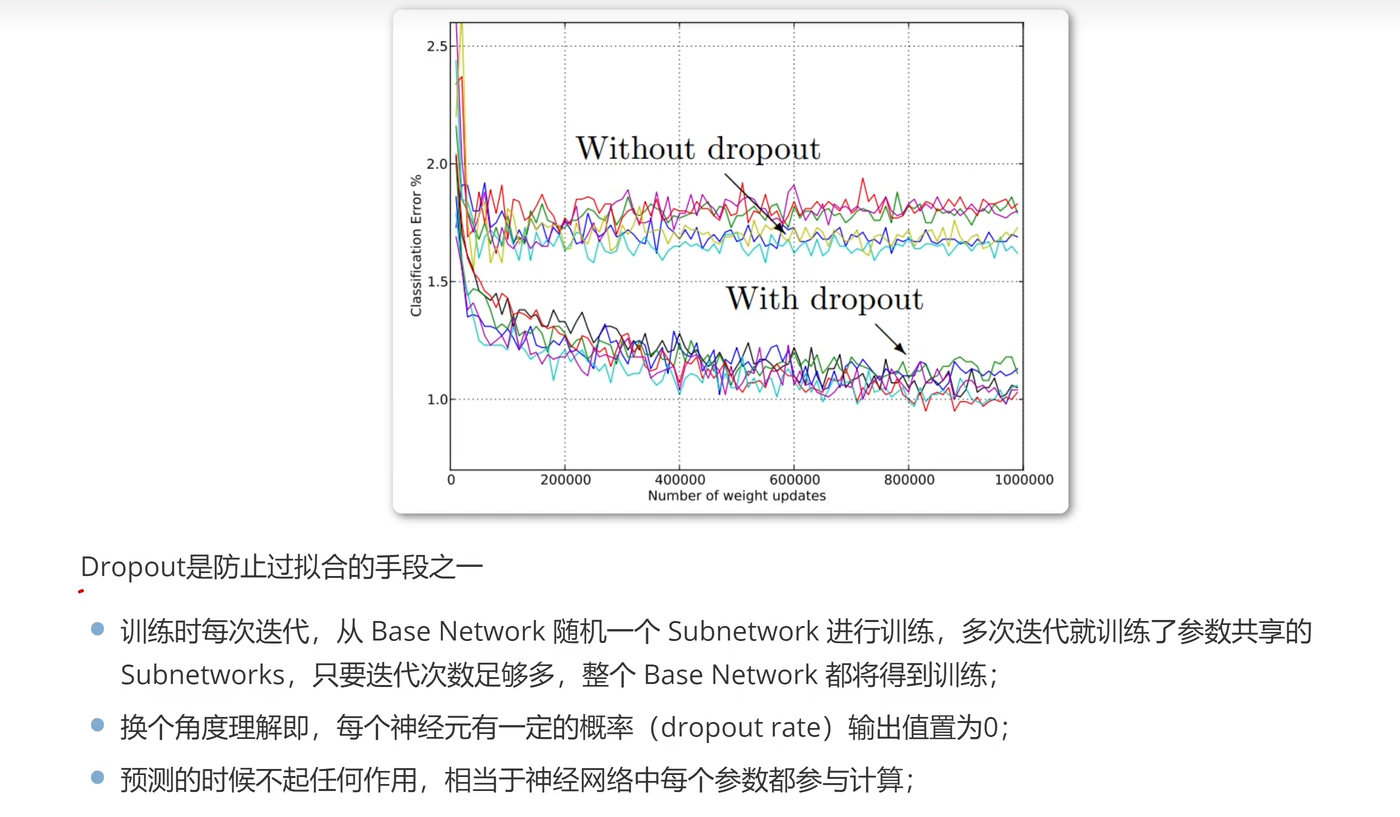 2.5
Without dropout
2.0
Classification Error %
1.5
With dropout
1.0
0 200000 400000 600000 800000 1000000
Number of weight updates
Dropout是防止过拟合的手段之一
训练时每次迭代，从 Base Network 随机一个 Subnetwork 进行训练，多次迭代就训练了参数共享的
Subnetworks，只要迭代次数足够多，整个 Base Network 都将得到训练；
换个角度理解即，每个神经元有一定的概率（dropout rate）输出值置为0；
预测的时候不起任何作用，相当于神经网络中每个参数都参与计算；